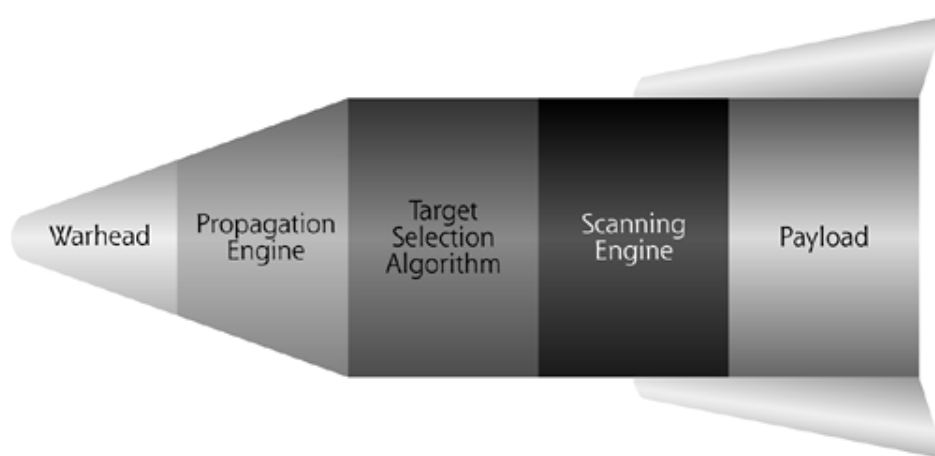 Warhead
Propagation
Engine
Target
Selection
Algorithm
Scanning
Engine
Payload